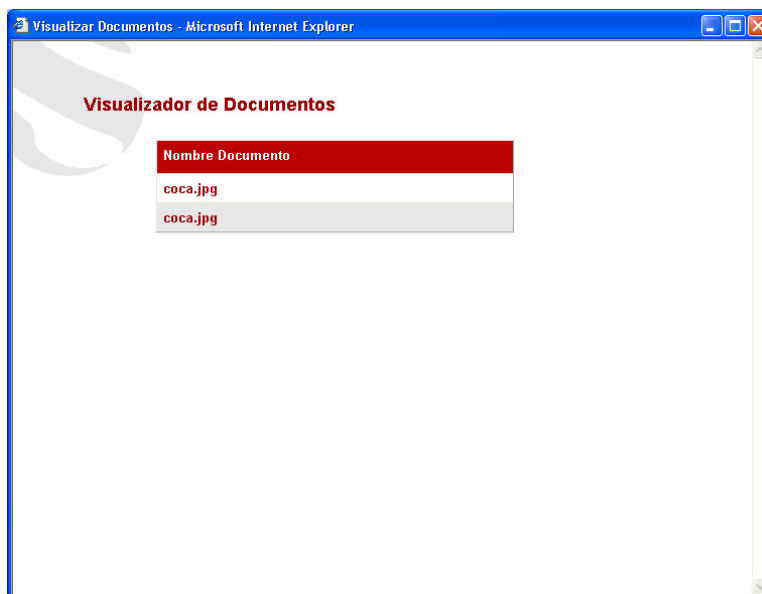 Visualizar Documentos - Microsoft Internet Explorer
Visualizador de Documentos
Nombre Documento
coca.jpg
coca.jpg